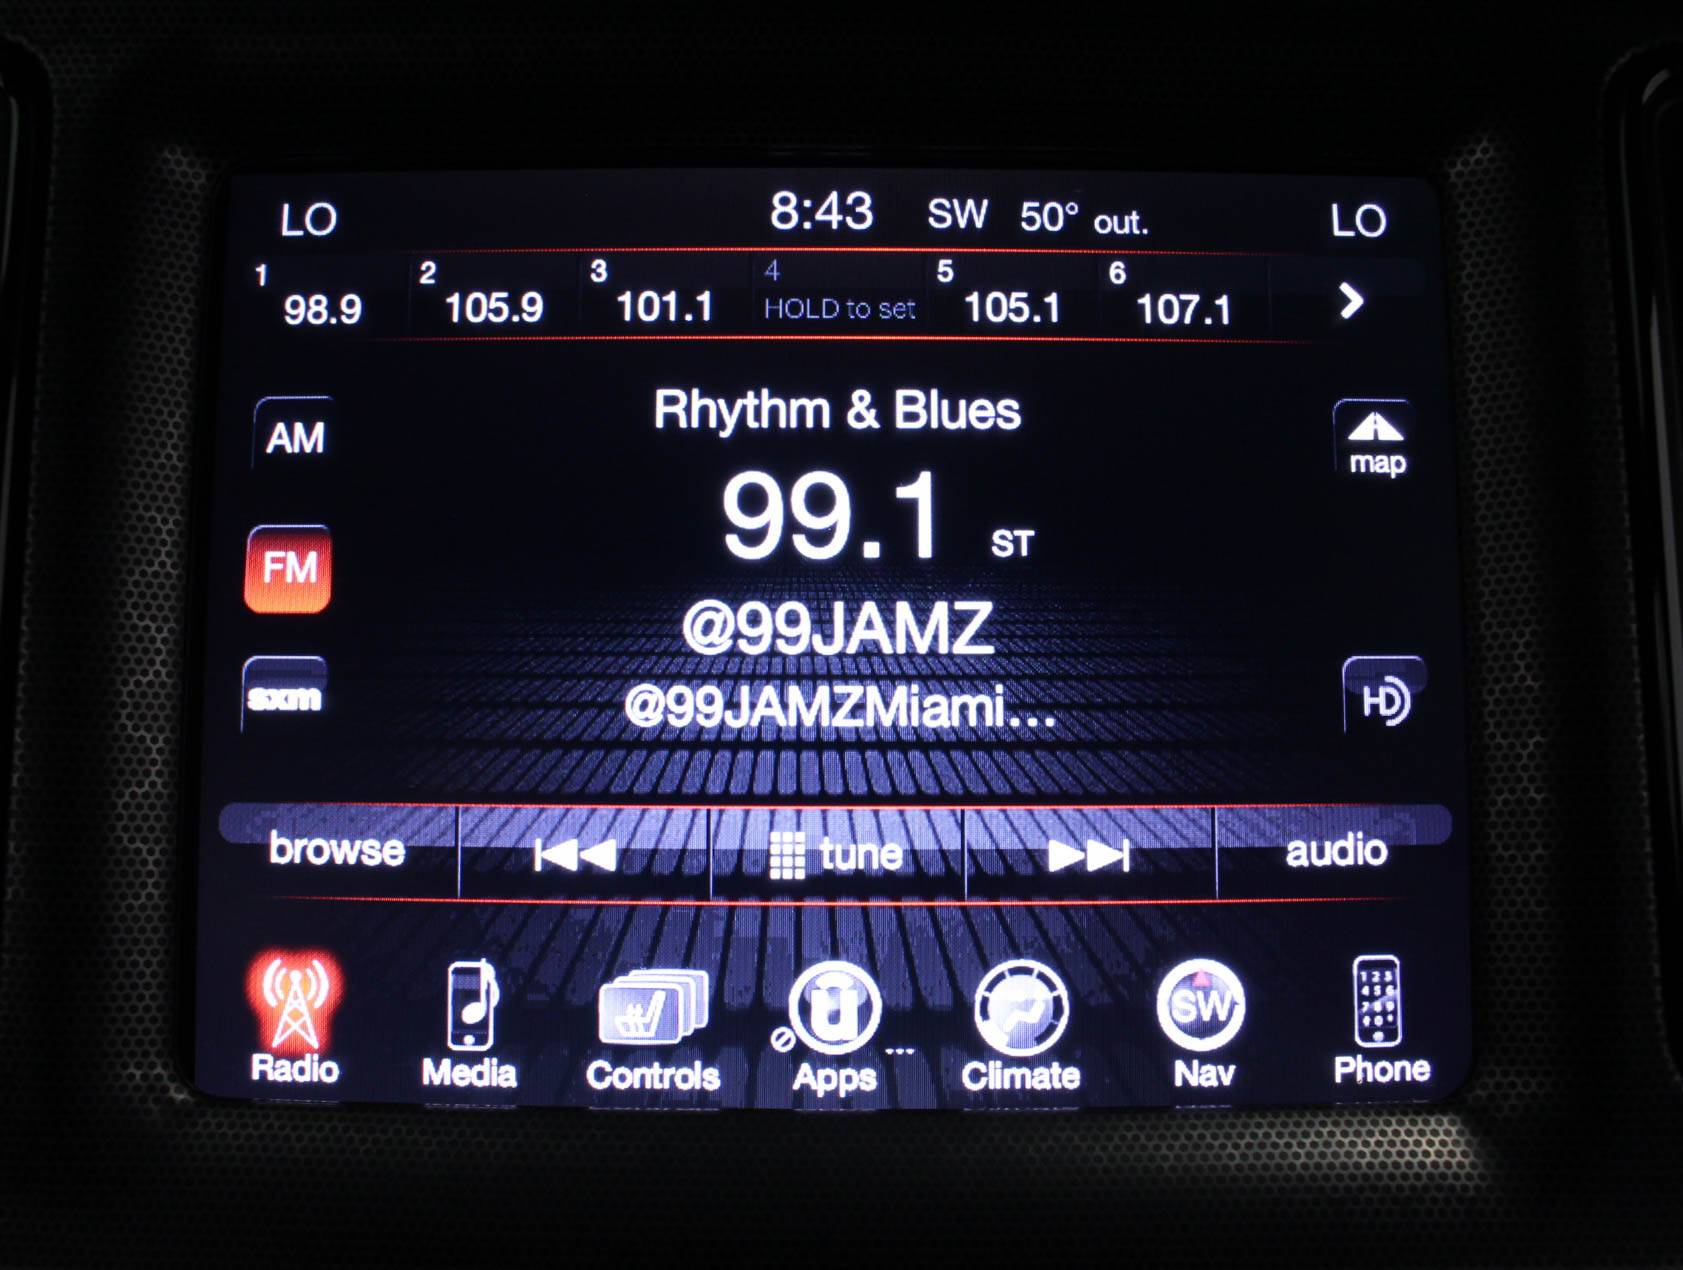 LO 8:43 SW 50° out. LO
1 98.9 2 105.9 3 101.1 4 HOLD to set 5 105.1 6 107.1
Rhythm & Blues
AM
map
99.1 ST
FM
@99JAMZ
sxm
@99JAMZMiami...
HD
browse tune audio
SW
Radio Media Controls Apps Climate Nav Phone